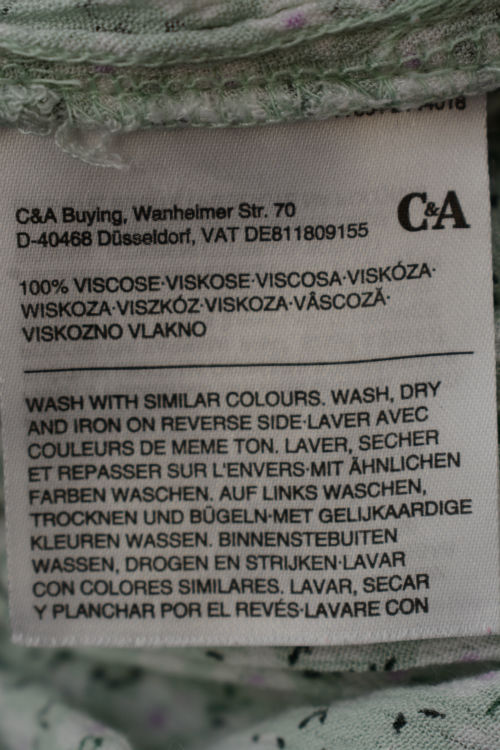 C&A Buying, Wanheimer Str. 70
D-40468 Düsseldorf, VAT DE811809155
C&A
100% VISCOSE·VISKOSE·VISCOSA·VISKÓZA·
WISKOZA·VISZKÓZ·VISKOZA·VÂSCOZĂ·
VISKOZNO VLAKNO
WASH WITH SIMILAR COLOURS. WASH, DRY
AND IRON ON REVERSE SIDE·LAVER AVEC
COULEURS DE MEME TON. LAVER, SECHER
ET REPASSER SUR L'ENVERS·MIT ÄHNLICHEN
FARBEN WASCHEN. AUF LINKS WASCHEN,
TROCKNEN UND BÜGELN·MET GELIJKAARDIGE
KLEUREN WASSEN. BINNENSTEBUITEN
WASSEN, DROGEN EN STRIJKEN·LAVAR
CON COLORES SIMILARES. LAVAR, SECAR
Y PLANCHAR POR EL REVÉS·LAVARE CON